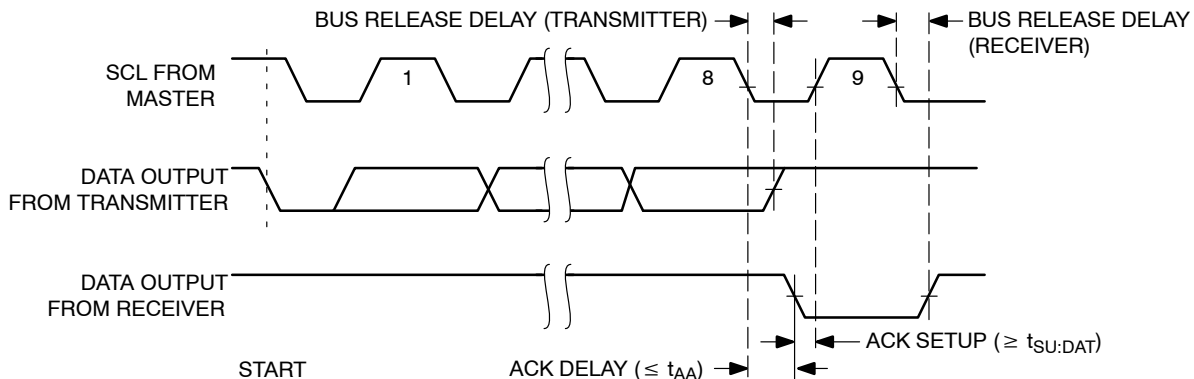 BUS RELEASE DELAY (TRANSMITTER)
BUS RELEASE DELAY
(RECEIVER)
SCL FROM
MASTER
1
8
9
DATA OUTPUT
FROM TRANSMITTER
DATA OUTPUT
FROM RECEIVER
START
ACK DELAY (≤ tAA)
ACK SETUP (≥ tSU:DAT)